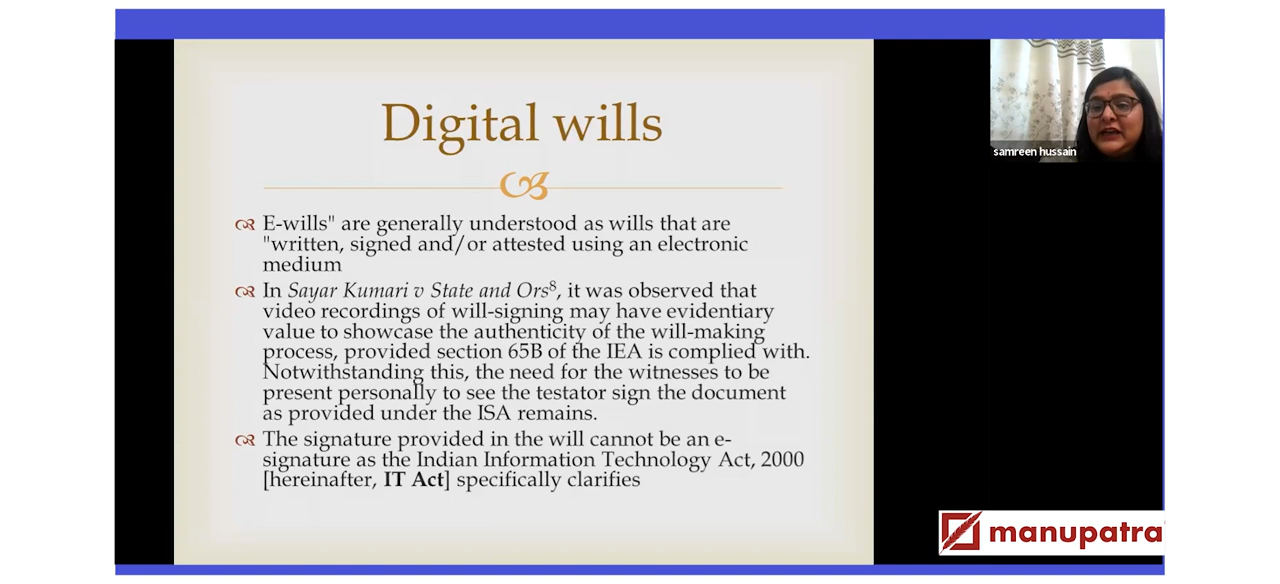 Digital wills
E-wills" are generally understood as wills that are
"written, signed and/or attested using an electronic
medium
In Sayar Kumari v State and Ors⁸, it was observed that
video recordings of will-signing may have evidentiary
value to showcase the authenticity of the will-making
process, provided section 65B of the IEA is complied with.
Notwithstanding this, the need for the witnesses to be
present personally to see the testator sign the document
as provided under the ISA remains.
The signature provided in the will cannot be an e-
signature as the Indian Information Technology Act, 2000
[hereinafter, IT Act] specifically clarifies
samreen hussain
manupatra